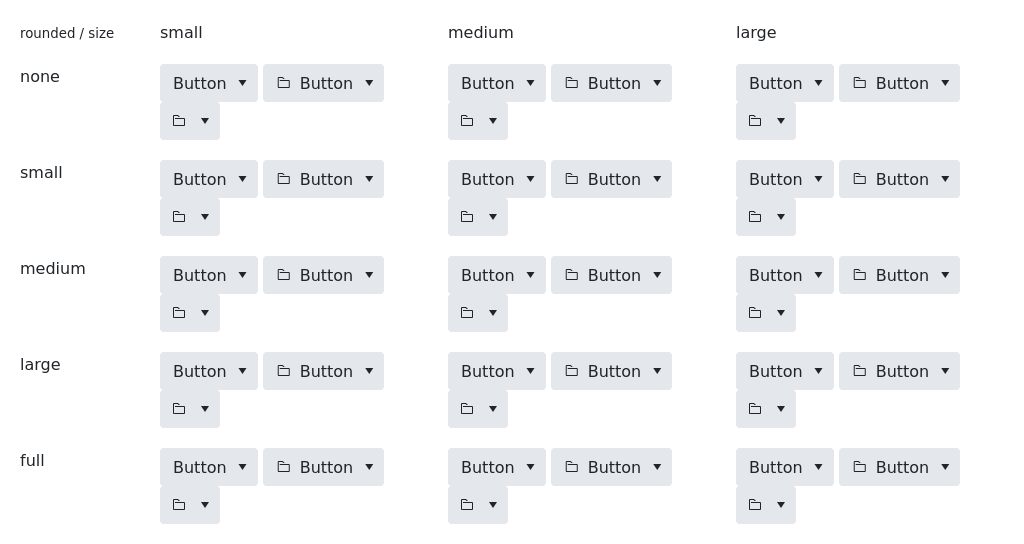 rounded / size small medium large
none Button Button Button Button Button Button
small Button Button Button Button Button Button
medium Button Button Button Button Button Button
large Button Button Button Button Button Button
full Button Button Button Button Button Button